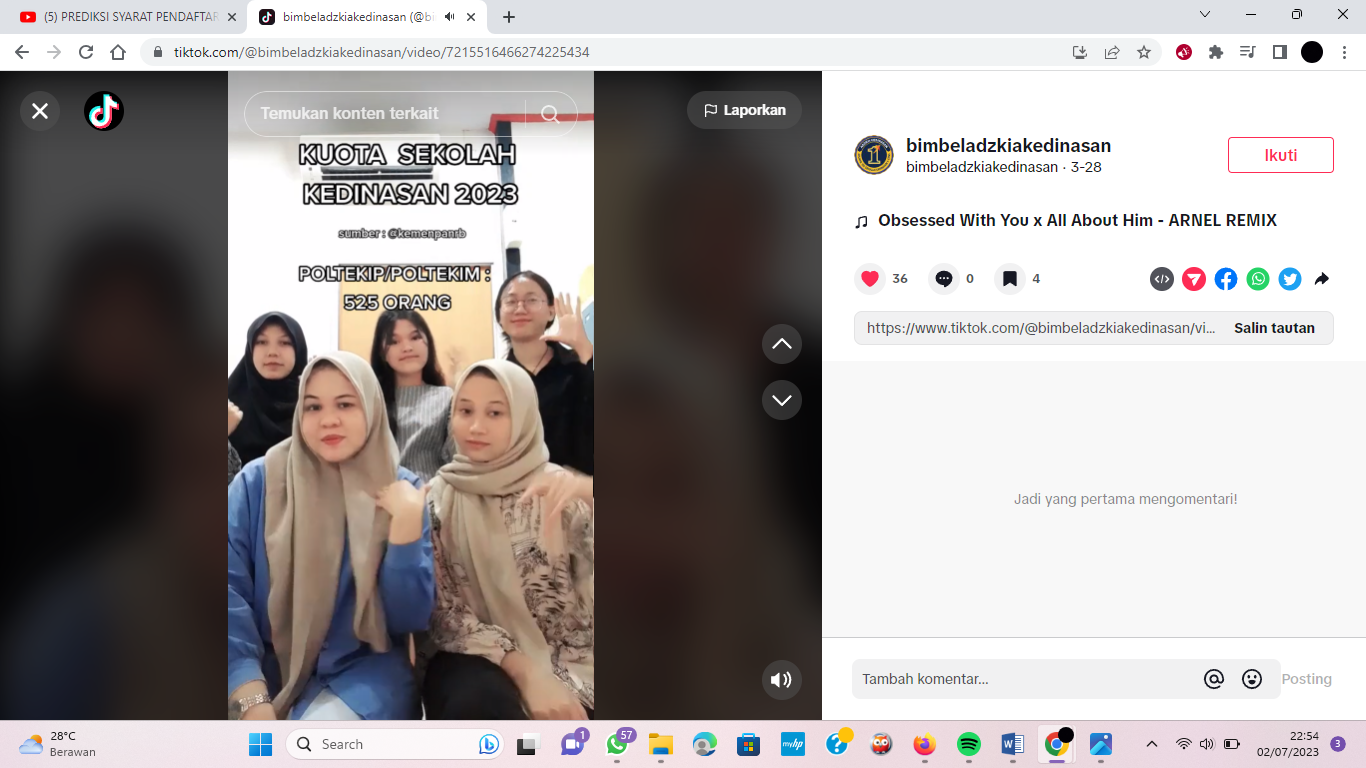 (5) PREDIKSI SYARAT PENDAFTAR
bimbeladzkiakedinasan (@b
tiktok.com/@bimbeladzkiakedinasan/video/7215516466274225434
Temukan konten terkait
Laporkan
KUOTA SEKOLAH
KEDINASAN 2023
sumber : @kemenpanrb
POLTEKIP/POLTEKIM :
525 ORANG
bimbeladzkiakedinasan
bimbeladzkiakedinasan · 3-28
Ikuti
Obsessed With You x All About Him - ARNEL REMIX
36
0
4
https://www.tiktok.com/@bimbeladzkiakedinasan/vi...
Salin tautan
Jadi yang pertama mengomentari!
Tambah komentar...
Posting
28°C
Berawan
Search
1
57
myhp
22:54
02/07/2023
3